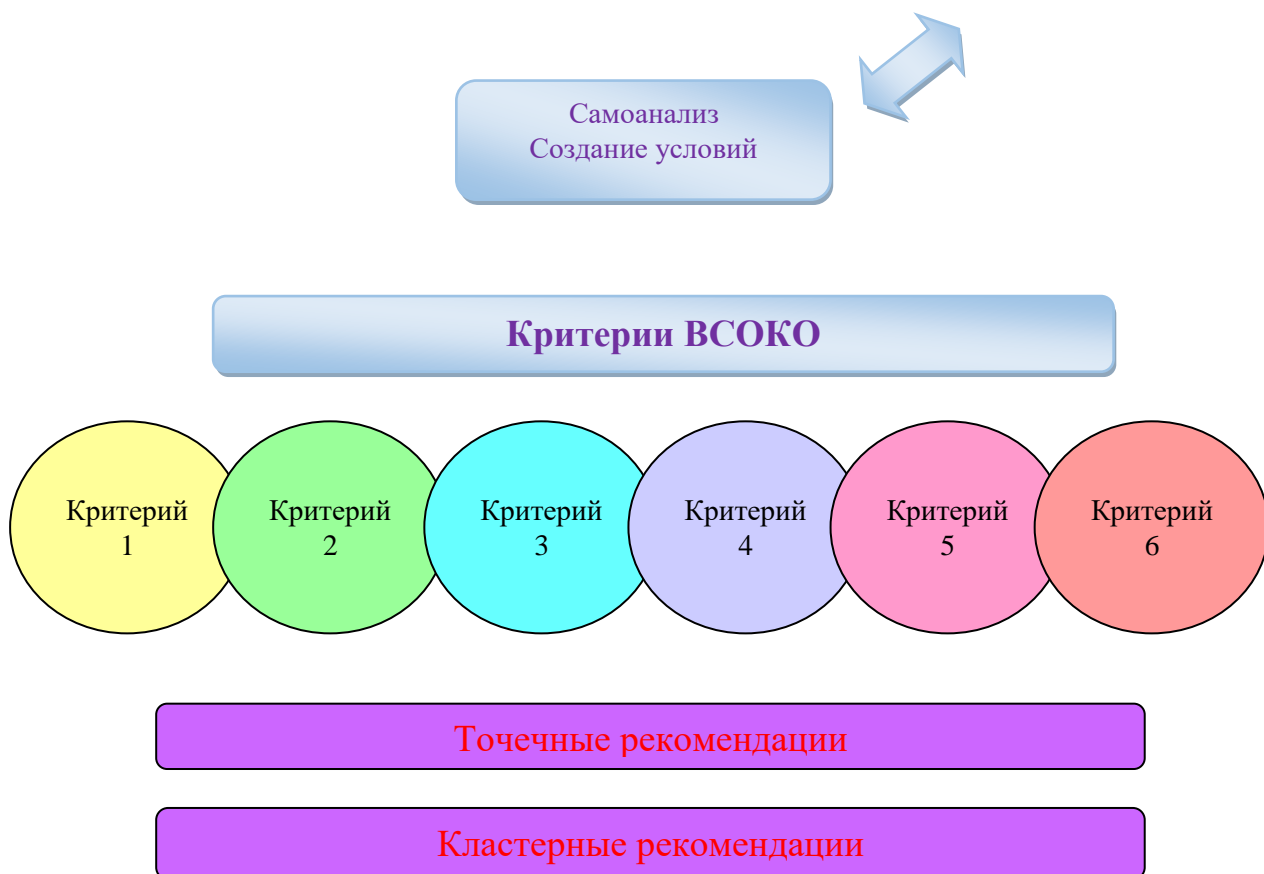 Самоанализ
Создание условий
Критерии ВСОКО
Критерий
1
Критерий
2
Критерий
3
Критерий
4
Критерий
5
Критерий
6
Точечные рекомендации
Кластерные рекомендации